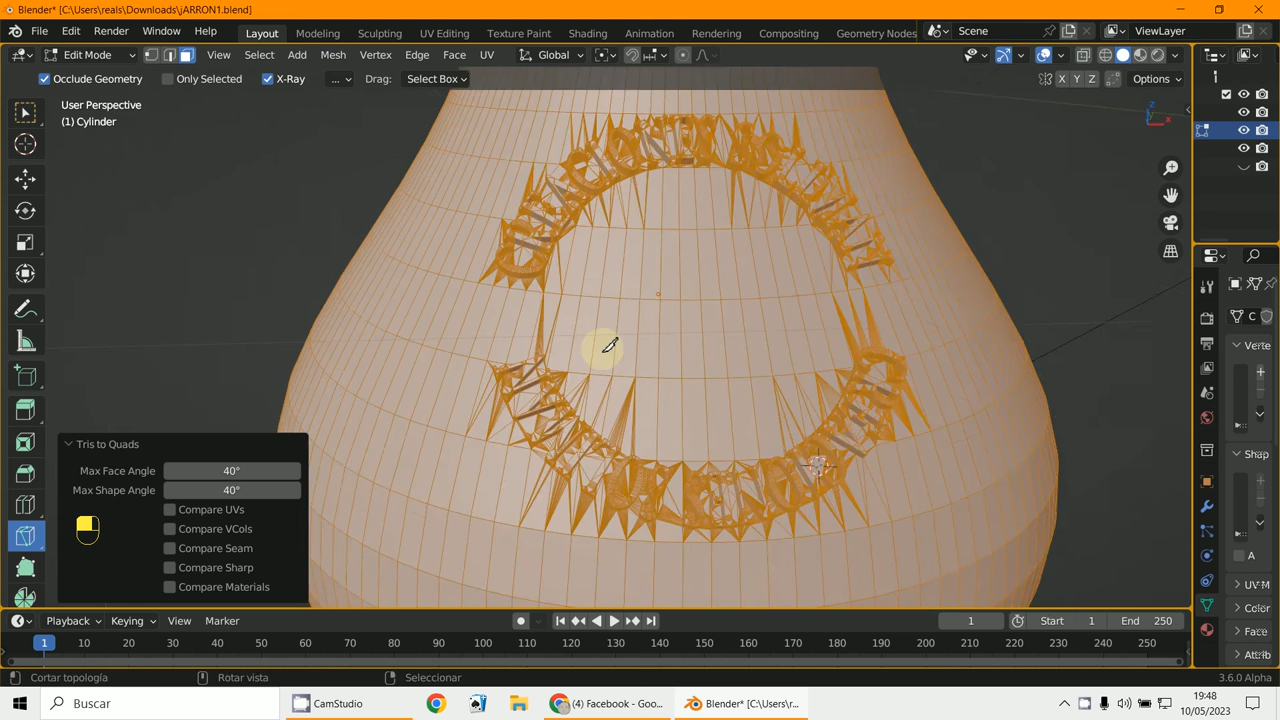 Blender* [C:\Users\reals\Downloads\jARRON1.blend]
File Edit Render Window Help Layout Modeling Sculpting UV Editing Texture Paint Shading Animation Rendering Compositing Geometry Nodes Scene ViewLayer
Edit Mode View Select Add Mesh Vertex Edge Face UV Global
Occlude Geometry Only Selected X-Ray ... Drag: Select Box X Y Z Options
User Perspective
(1) Cylinder
Z
X
Tris to Quads
Max Face Angle 40°
Max Shape Angle 40°
Compare UVs
Compare VCols
Compare Seam
Compare Sharp
Compare Materials
C
Verte
Shap
A
UV M
Color
Face
Attrib
Playback Keying View Marker 1 Start 1 End 250
1 10 20 30 40 50 60 70 80 90 100 110 120 130 140 150 160 170 180 190 200 210 220 230 240 250
Cortar topología Rotar vista Seleccionar 3.6.0 Alpha
Buscar CamStudio (4) Facebook - Goo... Blender* [C:\Users\r... 19:48
10/05/2023